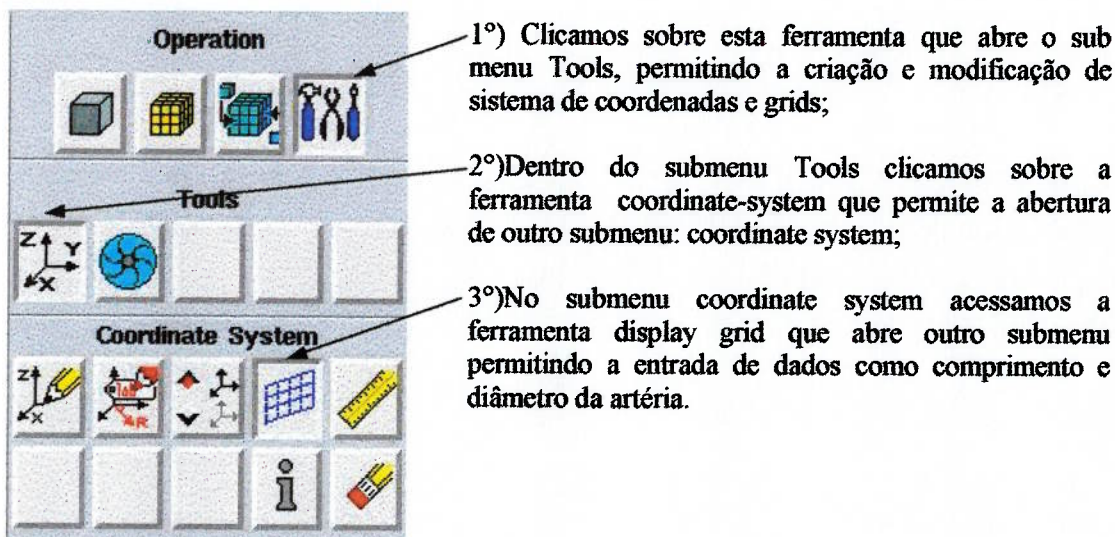 Operation
Tools
Z
Y
X
Coordinate System
1º) Clicamos sobre esta ferramenta que abre o sub
menu Tools, permitindo a criação e modificação de
sistema de coordenadas e grids;
2º)Dentro do submenu Tools clicamos sobre a
ferramenta coordinate-system que permite a abertura
de outro submenu: coordinate system;
3º)No submenu coordinate system acessamos a
ferramenta display grid que abre outro submenu
permitindo a entrada de dados como comprimento e
diâmetro da artéria.